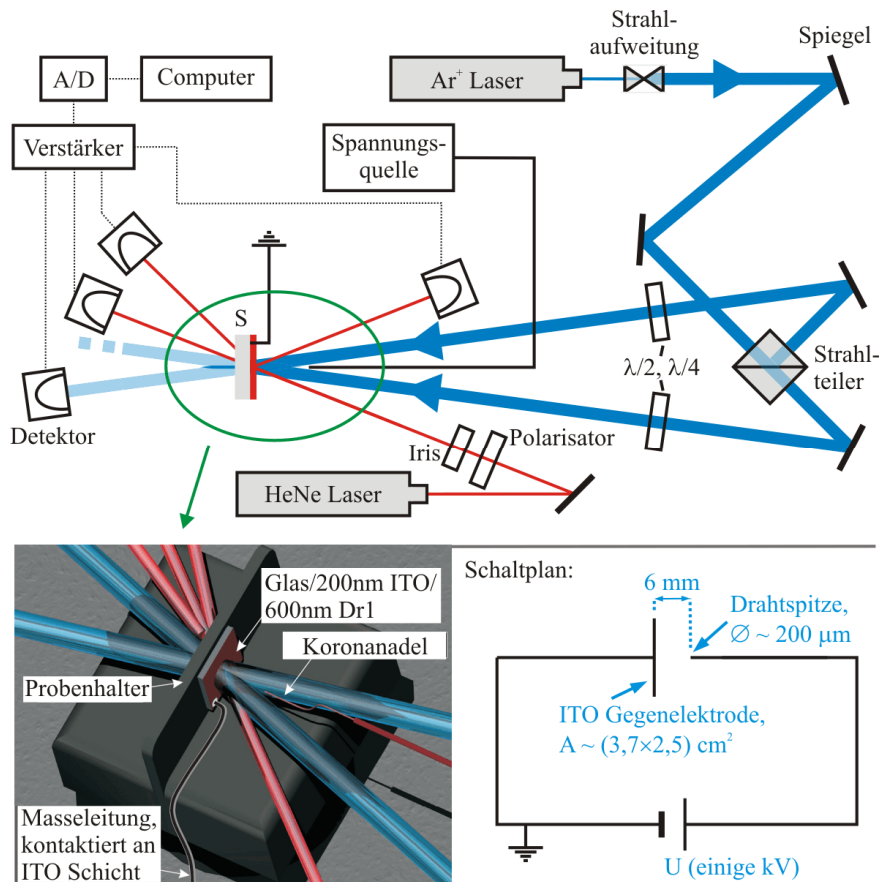 Strahl-
aufweitung
Spiegel
A/D
Computer
Ar⁺ Laser
Verstärker
Spannungs-
quelle
S
λ/2, λ/4
Strahl-
teiler
Detektor
Iris
Polarisator
HeNe Laser
Glas/200nm ITO/
600nm Dr1
Koronanadel
Probenhalter
Masseleitung,
kontaktiert an
ITO Schicht
Schaltplan:
6 mm
Drahtspitze,
Ø ~ 200 µm
ITO Gegenelektrode,
A ~ (3,7×2,5) cm²
U (einige kV)